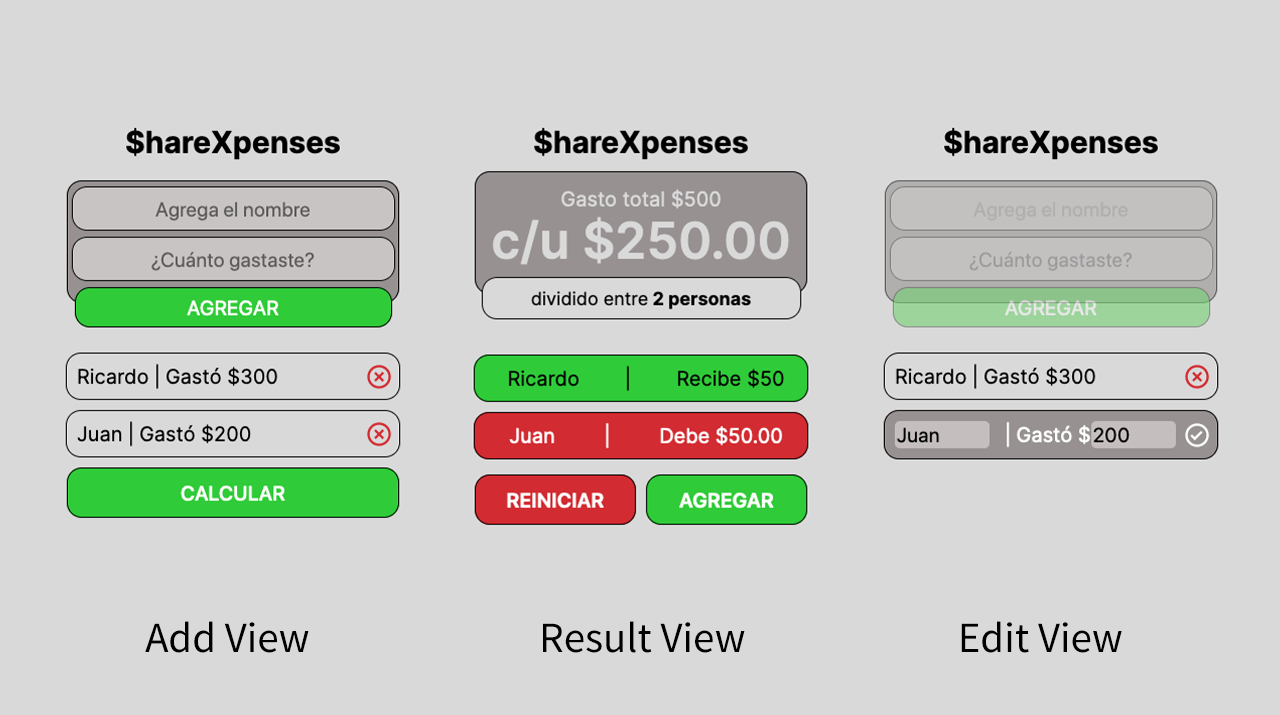 $hareXpenses
Agrega el nombre
¿Cuánto gastaste?
AGREGAR
Ricardo | Gastó $300
Juan | Gastó $200
CALCULAR
Add View
$hareXpenses
Gasto total $500
c/u $250.00
dividido entre 2 personas
Ricardo | Recibe $50
Juan | Debe $50.00
REINICIAR AGREGAR
Result View
$hareXpenses
Agrega el nombre
¿Cuánto gastaste?
AGREGAR
Ricardo | Gastó $300
Juan | Gastó $200
Edit View